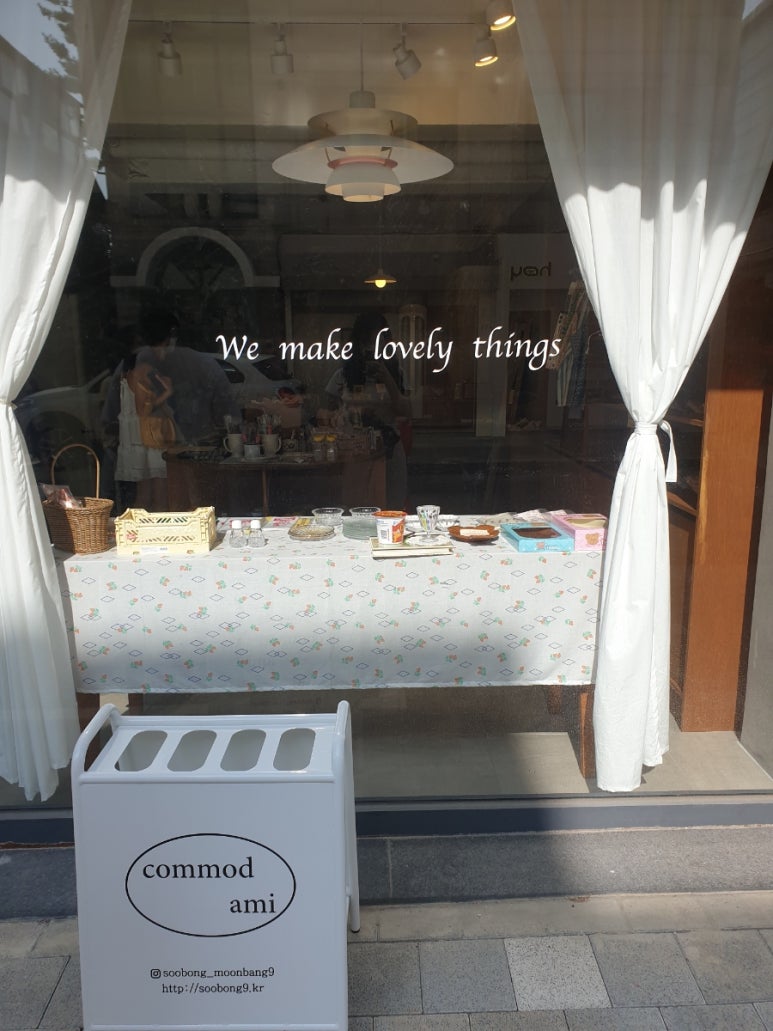 We make lovely things
commod
ami
soobong_moonbang9
http://soobong9.kr